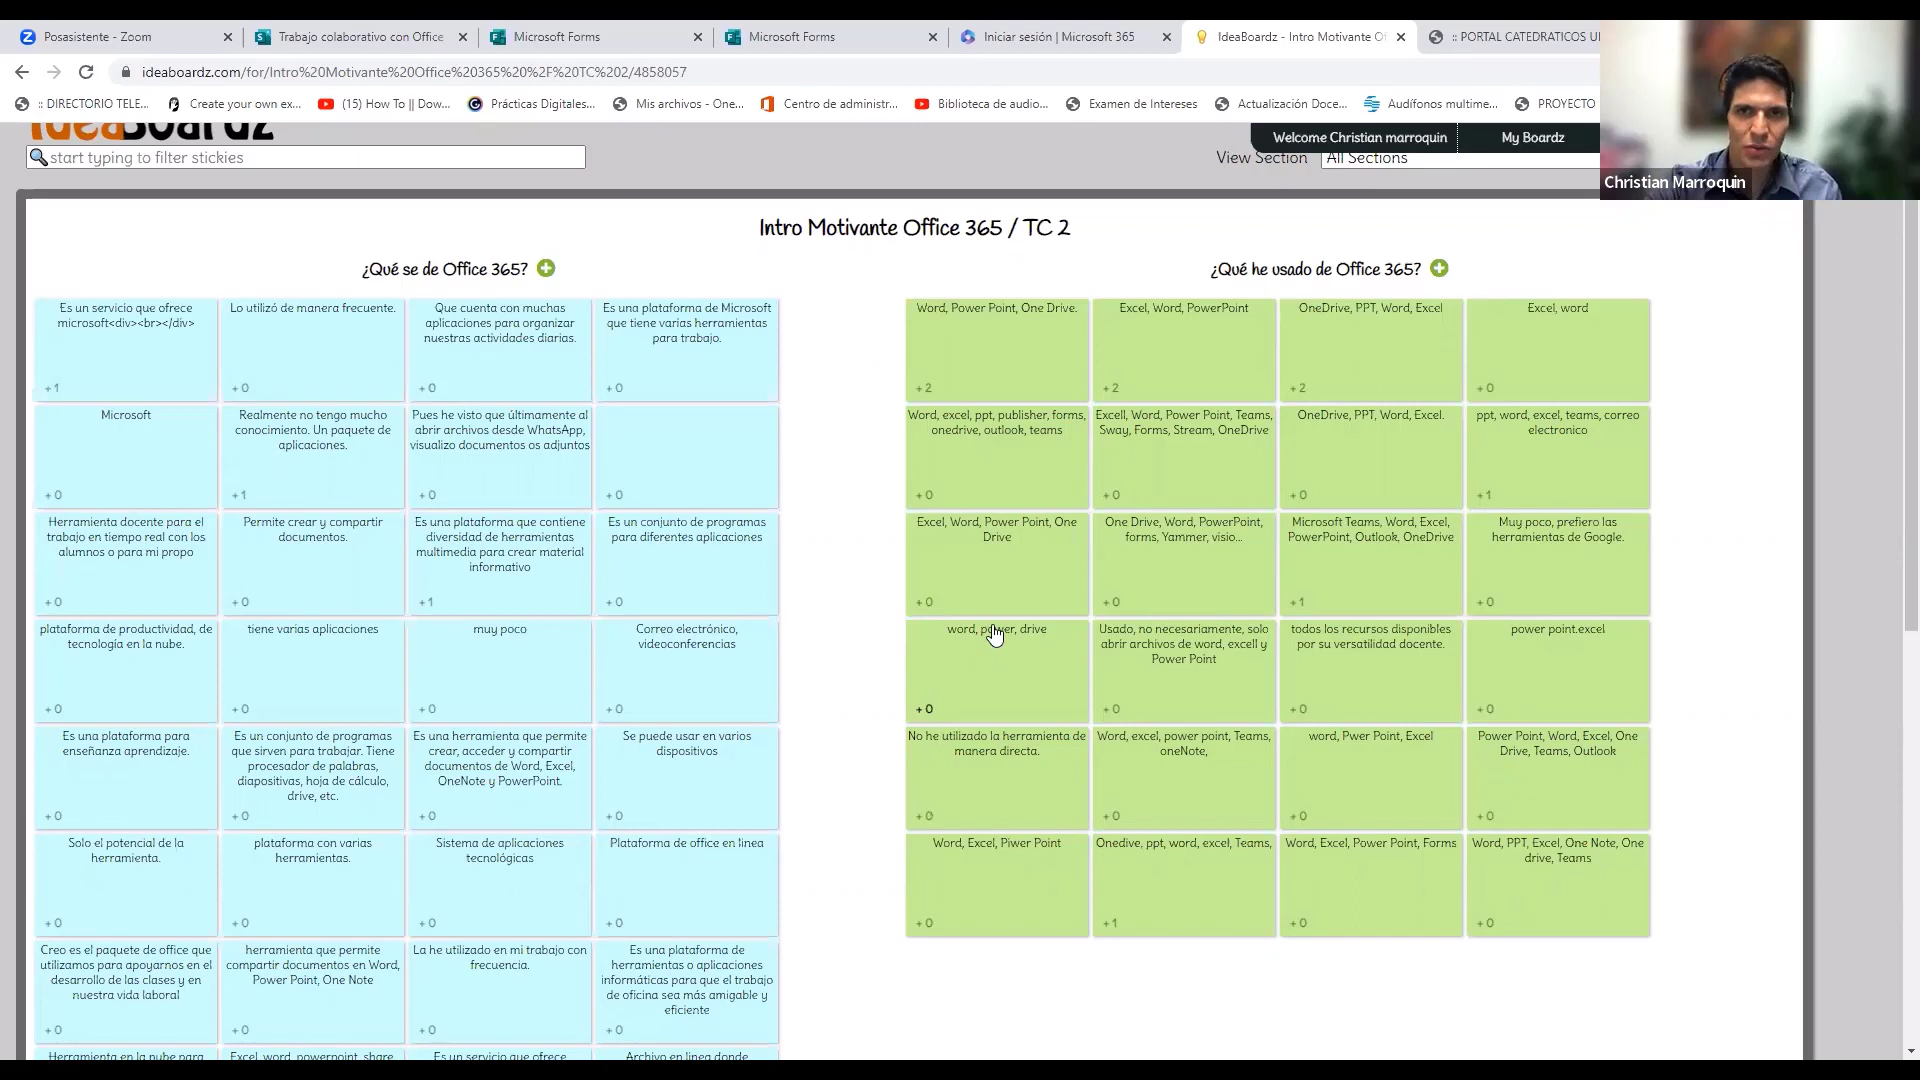 Posasistente - Zoom
Trabajo colaborativo con Office
Microsoft Forms
Microsoft Forms
Iniciar sesión | Microsoft 365
IdeaBoardz - Intro Motivante Of
:: PORTAL CATEDRATICOS U
ideaboardz.com/for/Intro%20Motivante%20Office%20365%20%2F%20TC%202/4858057
:: DIRECTORIO TELE...
Create your own ex...
(15) How To || Dow...
Prácticas Digitales...
Mis archivos - One...
Centro de administr...
Biblioteca de audio...
Examen de Intereses
Actualización Doce...
Audífonos multime...
PROYECTO
IdeaBoardz
Welcome Christian marroquin
My Boardz
start typing to filter stickies
View Section
All Sections
Christian Marroquin
Intro Motivante Office 365 / TC 2
¿Qué se de Office 365?
Es un servicio que ofrece
microsoft<div><br></div>
+1
Lo utilizó de manera frecuente.
+0
Que cuenta con muchas
aplicaciones para organizar
nuestras actividades diarias.
+0
Es una plataforma de Microsoft
que tiene varias herramientas
para trabajo.
+0
Microsoft
+0
Realmente no tengo mucho
conocimiento. Un paquete de
aplicaciones.
+1
Pues he visto que últimamente al
abrir archivos desde WhatsApp,
visualizo documentos os adjuntos
+0
+0
Herramienta docente para el
trabajo en tiempo real con los
alumnos o para mi propo
+0
Permite crear y compartir
documentos.
+0
Es una plataforma que contiene
diversidad de herramientas
multimedia para crear material
informativo
+1
Es un conjunto de programas
para diferentes aplicaciones
+0
plataforma de productividad, de
tecnología en la nube.
+0
tiene varias aplicaciones
+0
muy poco
+0
Correo electrónico,
videoconferencias
+0
Es una plataforma para
enseñanza aprendizaje.
+0
Es un conjunto de programas
que sirven para trabajar. Tiene
procesador de palabras,
diapositivas, hoja de cálculo,
drive, etc.
+0
Es una herramienta que permite
crear, acceder y compartir
documentos de Word, Excel,
OneNote y PowerPoint.
+0
Se puede usar en varios
dispositivos
+0
Solo el potencial de la
herramienta.
+0
plataforma con varias
herramientas.
+0
Sistema de aplicaciones
tecnológicas
+0
Plataforma de office en linea
+0
Creo es el paquete de office que
utilizamos para apoyarnos en el
desarrollo de las clases y en
nuestra vida laboral
+0
herramienta que permite
compartir documentos en Word,
Power Point, One Note
+0
La he utilizado en mi trabajo con
frecuencia.
+0
Es una plataforma de
herramientas o aplicaciones
informáticas para que el trabajo
de oficina sea más amigable y
eficiente
+0
Herramienta en la nube para
Excel, word, powerpoint, share
Es un servicio que ofrece
Archivo en linea donde
¿Qué he usado de Office 365?
Word, Power Point, One Drive.
+2
Excel, Word, PowerPoint
+2
OneDrive, PPT, Word, Excel
+2
Excel, word
+0
Word, excel, ppt, publisher, forms,
onedrive, outlook, teams
+0
Excell, Word, Power Point, Teams,
Sway, Forms, Stream, OneDrive
+0
OneDrive, PPT, Word, Excel.
+0
ppt, word, excel, teams, correo
electronico
+1
Excel, Word, Power Point, One
Drive
+0
One Drive, Word, PowerPoint,
forms, Yammer, visio...
+0
Microsoft Teams, Word, Excel,
PowerPoint, Outlook, OneDrive
+1
Muy poco, prefiero las
herramientas de Google.
+0
word, power, drive
+0
Usado, no necesariamente, solo
abrir archivos de word, excell y
Power Point
+0
todos los recursos disponibles
por su versatilidad docente.
+0
power point.excel
+0
No he utilizado la herramienta de
manera directa.
+0
Word, excel, power point, Teams,
oneNote,
+0
word, Pwer Point, Excel
+0
Power Point, Word, Excel, One
Drive, Teams, Outlook
+0
Word, Excel, Piwer Point
+0
Onedive, ppt, word, excel, Teams,
+1
Word, Excel, Power Point, Forms
+0
Word, PPT, Excel, One Note, One
drive, Teams
+0